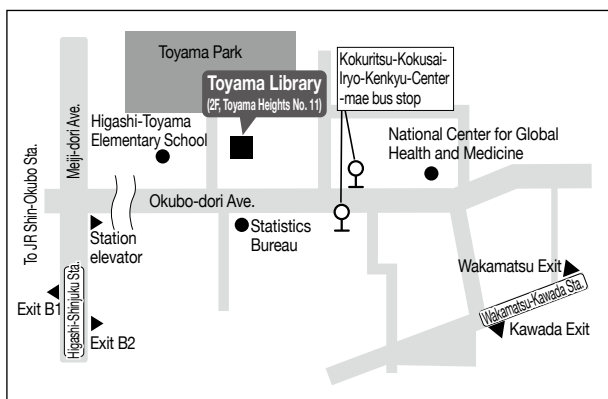 Toyama Park
Kokuritsu-Kokusai-
Iryo-Kenkyu-Center
-mae bus stop
Toyama Library
(2F, Toyama Heights No. 11)
Meiji-dori Ave.
Higashi-Toyama
Elementary School
National Center for Global
Health and Medicine
To JR Shin-Okubo Sta.
Okubo-dori Ave.
Station
elevator
Statistics
Bureau
Wakamatsu Exit
Wakamatsu-Kawada Sta.
Kawada Exit
Exit B1
Higashi-Shinjuku Sta.
Exit B2